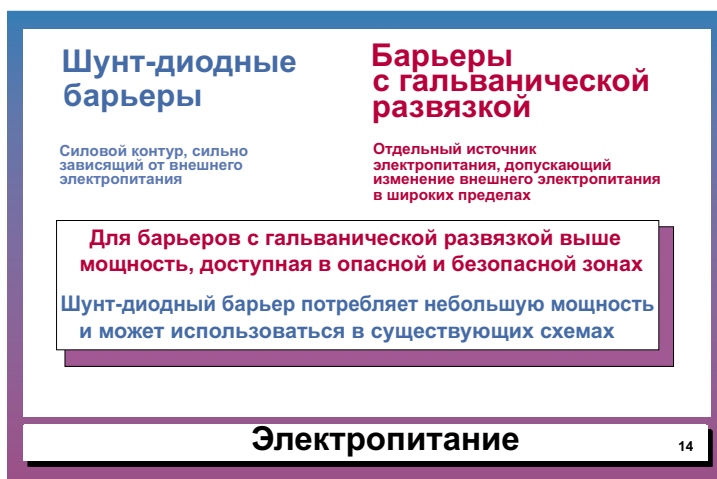 Шунт-диодные
барьеры
Барьеры
с гальванической
развязкой
Силовой контур, сильно
зависящий от внешнего
электропитания
Отдельный источник
электропитания, допускающий
изменение внешнего электропитания
в широких пределах
Для барьеров с гальванической развязкой выше
мощность, доступная в опасной и безопасной зонах
Шунт-диодный барьер потребляет небольшую мощность
и может использоваться в существующих схемах
Электропитание
14